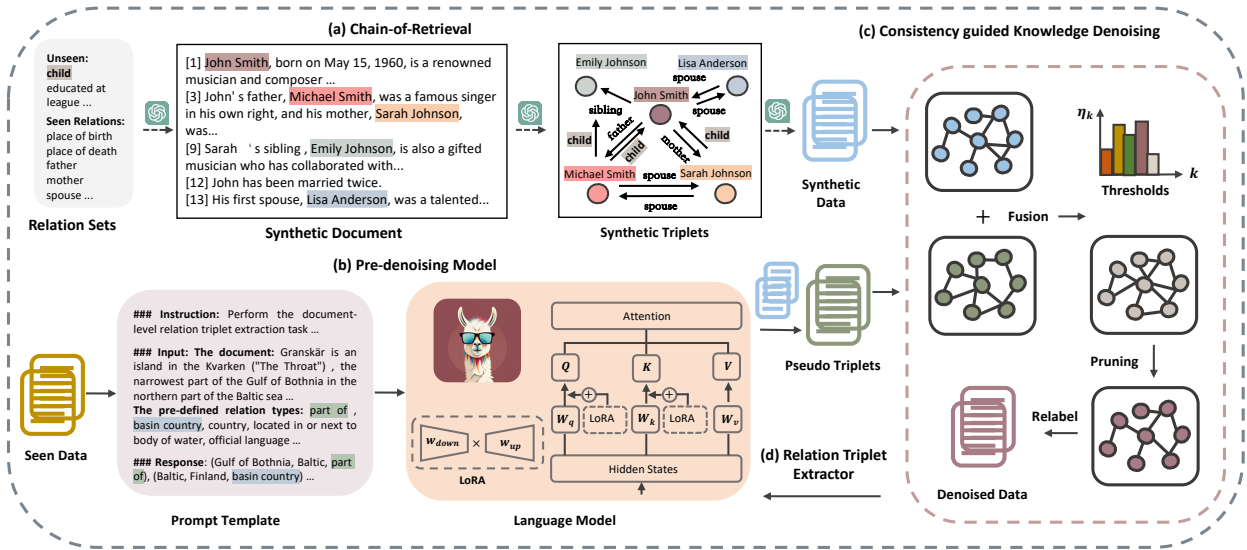 (a) Chain-of-Retrieval
Unseen:
child
educated at
league ...
Seen Relations:
place of birth
place of death
father
mother
spouse ...
Relation Sets
[1] John Smith, born on May 15, 1960, is a renowned
musician and composer ...
[3] John' s father, Michael Smith, was a famous singer
in his own right, and his mother, Sarah Johnson,
was...
[9] Sarah ' s sibling , Emily Johnson, is also a gifted
musician who has collaborated with...
[12] John has been married twice.
[13] His first spouse, Lisa Anderson, was a talented...
Synthetic Document
Emily Johnson
Lisa Anderson
spouse
John Smith
spouse
sibling
father
child
child
child
mother
Michael Smith
spouse
Sarah Johnson
spouse
Synthetic Triplets
Synthetic
Data
(c) Consistency guided Knowledge Denoising
ηk
k
Thresholds
+ Fusion
Pruning
Relabel
Denoised Data
(b) Pre-denoising Model
Seen Data
### Instruction: Perform the document-
level relation triplet extraction task ...
### Input: The document: Granskär is an
island in the Kvarken ("The Throat") , the
narrowest part of the Gulf of Bothnia in the
northern part of the Baltic sea ...
The pre-defined relation types: part of ,
basin country, country, located in or next to
body of water, official language ...
### Response: (Gulf of Bothnia, Baltic, part
of), (Baltic, Finland, basin country) ...
Prompt Template
Attention
Q
K
V
+
+
Wq
LoRA
Wk
LoRA
Wv
Hidden States
Wdown × Wup
LoRA
Language Model
Pseudo Triplets
(d) Relation Triplet
Extractor